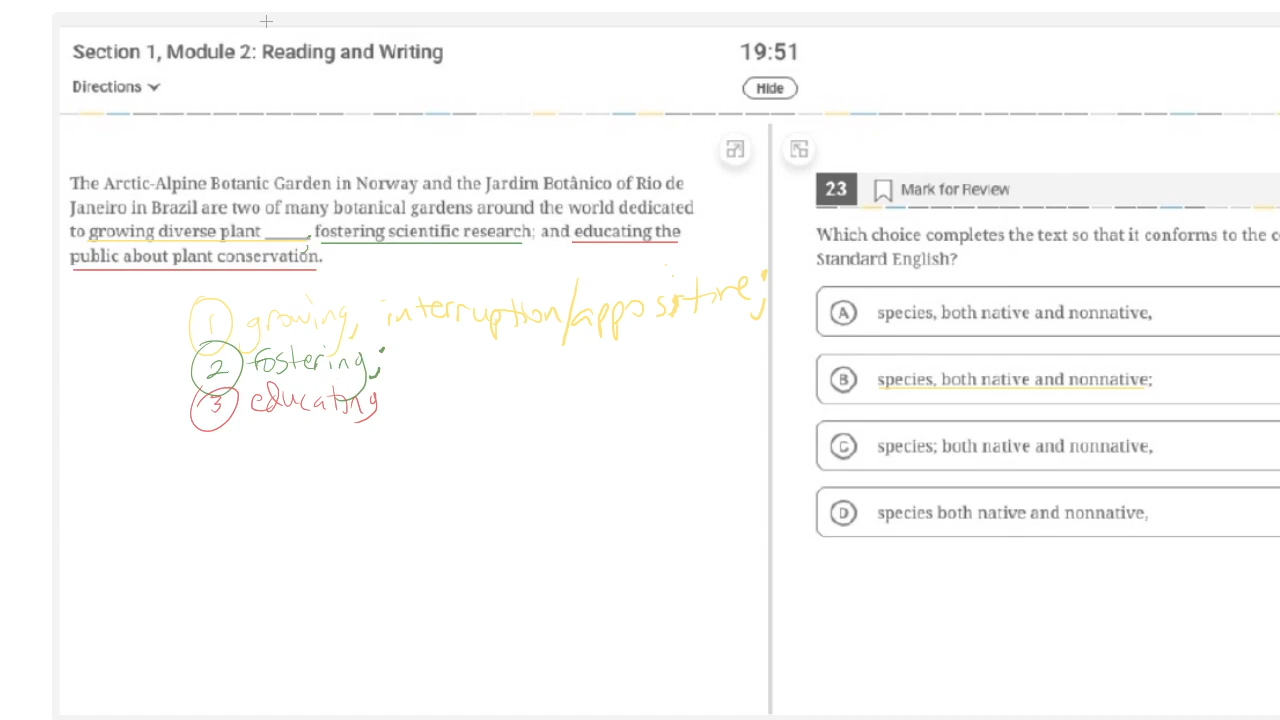 Section 1, Module 2: Reading and Writing
19:51
Directions
Hide
The Arctic-Alpine Botanic Garden in Norway and the Jardim Botânico of Rio de
Janeiro in Brazil are two of many botanical gardens around the world dedicated
to growing diverse plant _____, fostering scientific research; and educating the
public about plant conservation.
1 growing, interruption/appositive;
2 fostering;
3 educating
23 Mark for Review
Which choice completes the text so that it conforms to the
Standard English?
A species, both native and nonnative,
B species, both native and nonnative;
C species; both native and nonnative,
D species both native and nonnative,